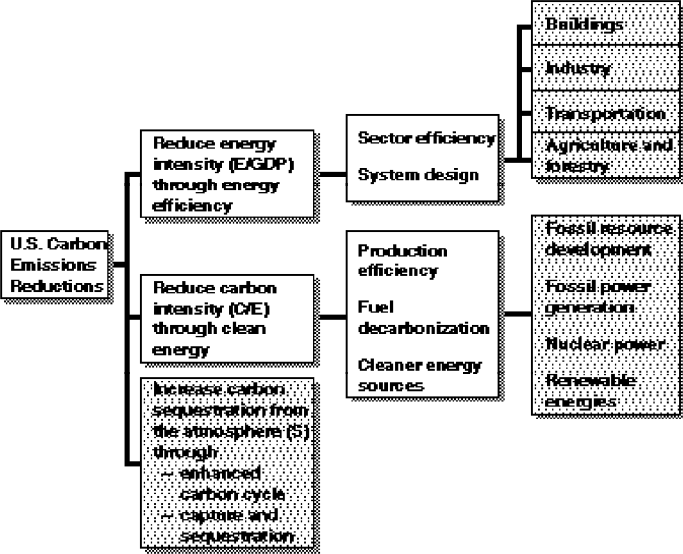 U.S. Carbon
Emissions
Reductions
Reduce energy
intensity (E/GDP)
through energy
efficiency
Sector efficiency
System design
Buildings
Industry
Transportation
Agriculture and
forestry
Reduce carbon
intensity (C/E)
through clean
energy
Production
efficiency
Fuel
decarbonization
Cleaner energy
sources
Fossil resource
development
Fossil power
generation
Nuclear power
Renewable
energies
Increase carbon
sequestration from
the atmosphere (S)
through
– enhanced
carbon cycle
– capture and
sequestration